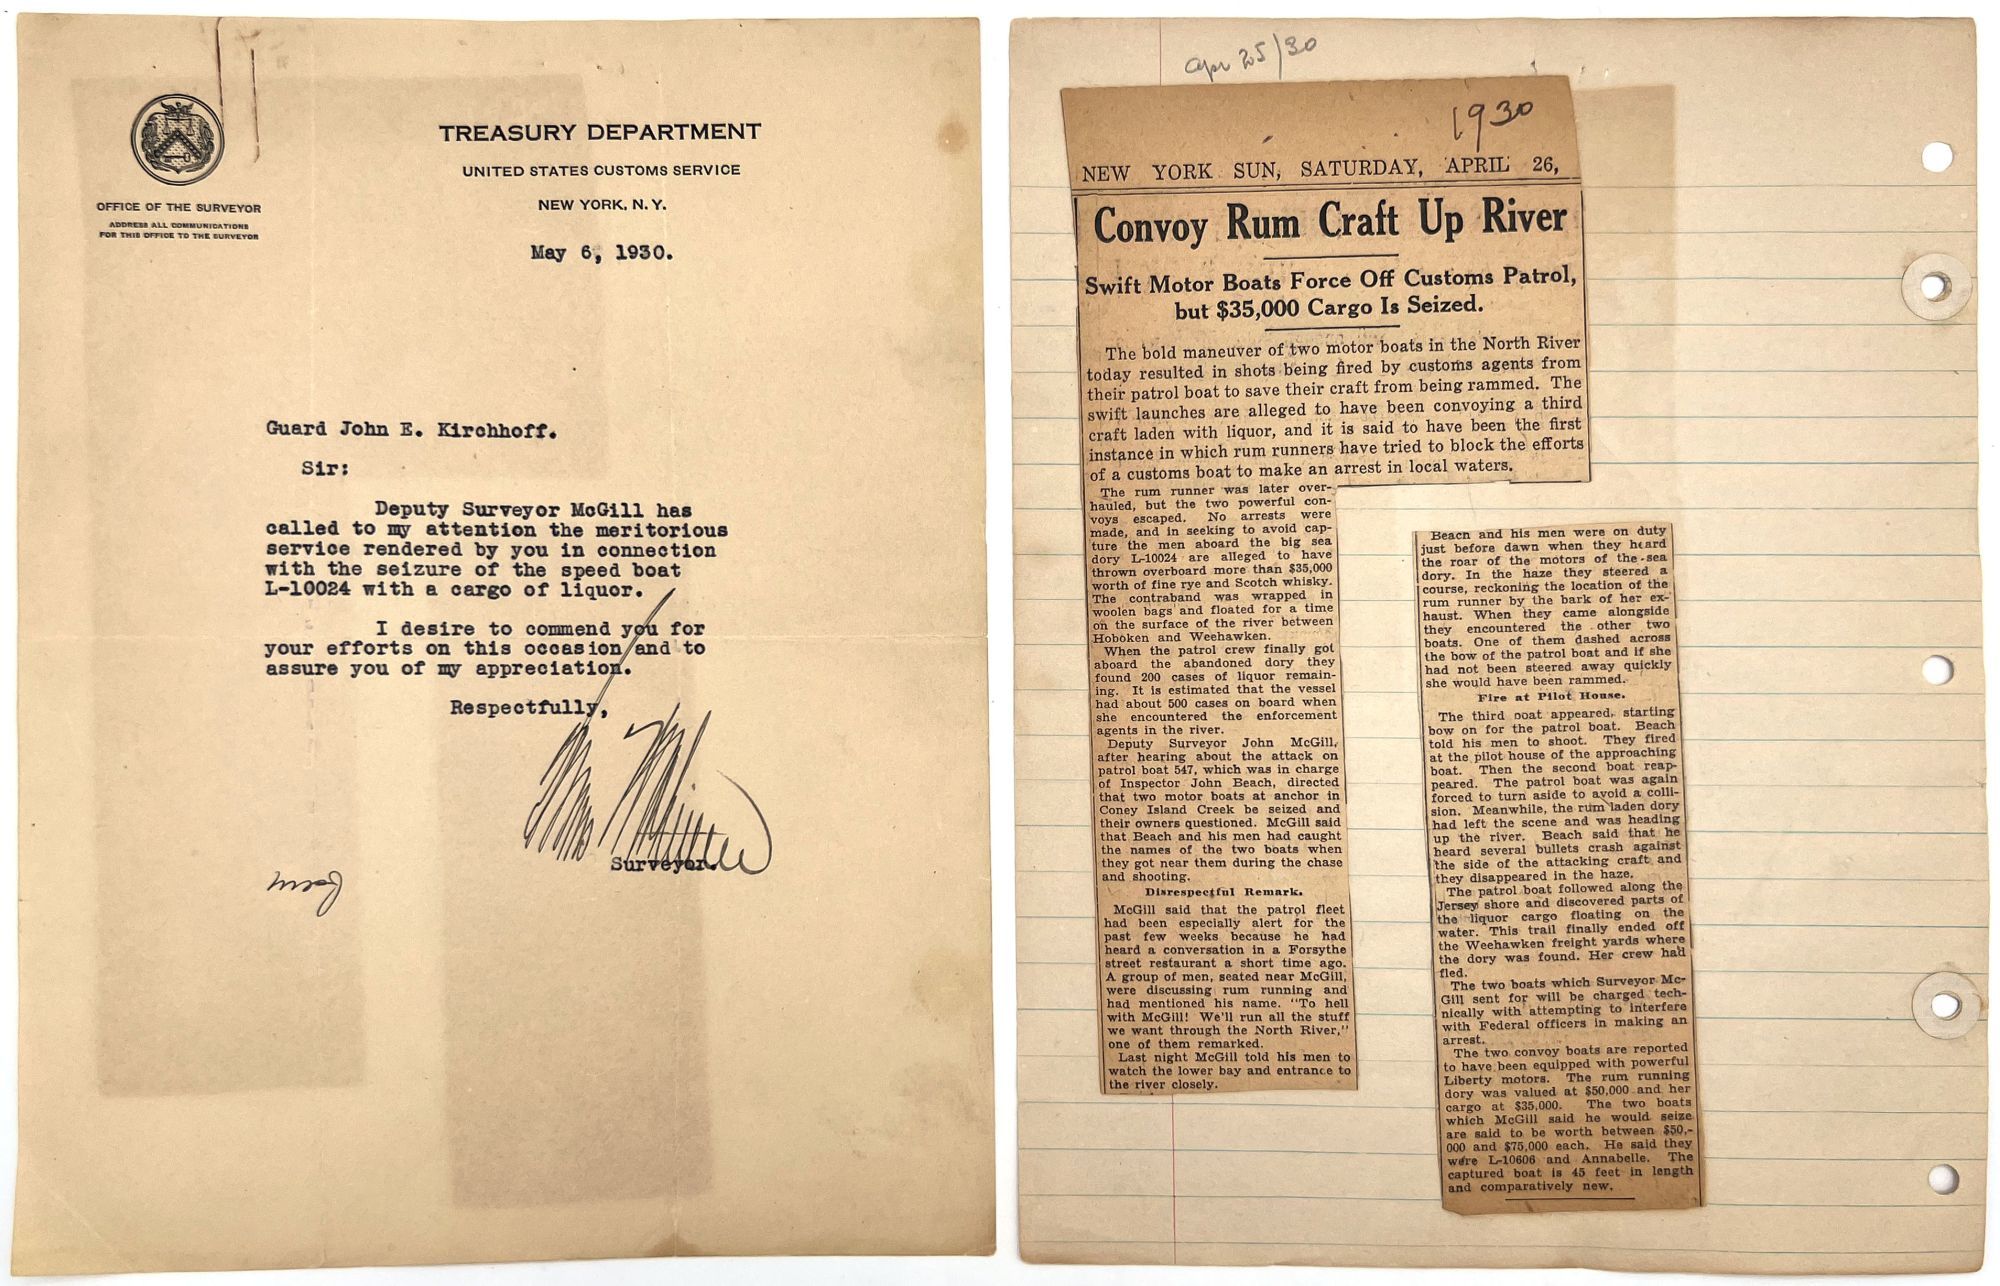 TREASURY DEPARTMENT
UNITED STATES CUSTOMS SERVICE
NEW YORK, N. Y.
OFFICE OF THE SURVEYOR
ADDRESS ALL COMMUNICATIONS
FOR THIS OFFICE TO THE SURVEYOR
May 6, 1930.
Guard John E. Kirchhoff.
Sir:
Deputy Surveyor McGill has
called to my attention the meritorious
service rendered by you in connection
with the seizure of the speed boat
L-10024 with a cargo of liquor.
I desire to commend you for
your efforts on this occasion and to
assure you of my appreciation.
Respectfully,
Surveyor.
Apr 25/30
1930
NEW YORK SUN, SATURDAY, APRIL 26,
Convoy Rum Craft Up River
Swift Motor Boats Force Off Customs Patrol,
but $35,000 Cargo Is Seized.
The bold maneuver of two motor boats in the North River
today resulted in shots being fired by customs agents from
their patrol boat to save their craft from being rammed. The
swift launches are alleged to have been convoying a third
craft laden with liquor, and it is said to have been the first
instance in which rum runners have tried to block the efforts
of a customs boat to make an arrest in local waters.
The rum runner was later over-
hauled, but the two powerful con-
voys escaped. No arrests were
made, and in seeking to avoid cap-
ture the men aboard the big sea
dory L-10024 are alleged to have
thrown overboard more than $35,000
worth of fine rye and Scotch whisky.
The contraband was wrapped in
woolen bags and floated for a time
on the surface of the river between
Hoboken and Weehawken.
When the patrol crew finally got
aboard the abandoned dory they
found 200 cases of liquor remain-
ing. It is estimated that the vessel
had about 500 cases on board when
she encountered the enforcement
agents in the river.
Deputy Surveyor John McGill,
after hearing about the attack on
patrol boat 547, which was in charge
of Inspector John Beach, directed
that two motor boats at anchor in
Coney Island Creek be seized and
their owners questioned. McGill said
that Beach and his men had caught
the names of the two boats when
they got near them during the chase
and shooting.
Disrespectful Remark.
McGill said that the patrol fleet
had been especially alert for the
past few weeks because he had
heard a conversation in a Forsythe
street restaurant a short time ago.
A group of men, seated near McGill,
were discussing rum running and
had mentioned his name. "To hell
with McGill! We'll run all the stuff
we want through the North River,"
one of them remarked.
Last night McGill told his men to
watch the lower bay and entrance to
the river closely.
Beach and his men were on duty
just before dawn when they heard
the roar of the motors of the sea
dory. In the haze they steered a
course, reckoning the location of the
rum runner by the bark of her ex-
haust. When they came alongside
they encountered the other two
boats. One of them dashed across
the bow of the patrol boat and if she
had not been steered away quickly
she would have been rammed.
Fire at Pilot House.
The third boat appeared, starting
bow on for the patrol boat. Beach
told his men to shoot. They fired
at the pilot house of the approaching
boat. Then the second boat reap-
peared. The patrol boat was again
forced to turn aside to avoid a colli-
sion. Meanwhile, the rum laden dory
had left the scene and was heading
up the river. Beach said that he
heard several bullets crash against
the side of the attacking craft and
they disappeared in the haze.
The patrol boat followed along the
Jersey shore and discovered parts of
the liquor cargo floating on the
water. This trail finally ended off
the Weehawken freight yards where
the dory was found. Her crew had
fled.
The two boats which Surveyor Mc-
Gill sent for will be charged tech-
nically with attempting to interfere
with Federal officers in making an
arrest.
The two convoy boats are reported
to have been equipped with powerful
Liberty motors. The rum running
dory was valued at $50,000 and her
cargo at $35,000. The two boats
which McGill said he would seize
are said to be worth between $50,-
000 and $75,000 each. He said they
were L-10606 and Annabelle. The
captured boat is 45 feet in length
and comparatively new.